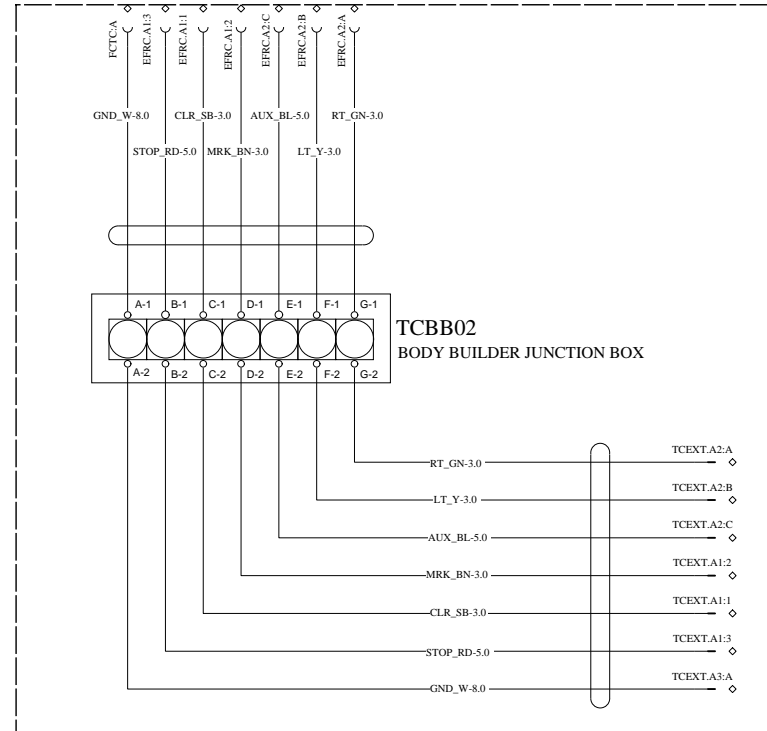 FCTC:A
EFRC.A1:3
EFRC.A1:1
EFRC.A1:2
EFRC.A2:C
EFRC.A2:B
EFRC.A2:A
GND_W-8.0
CLR_SB-3.0
AUX_BL-5.0
RT_GN-3.0
STOP_RD-5.0
MRK_BN-3.0
LT_Y-3.0
A-1
B-1
C-1
D-1
E-1
F-1
G-1
TCBB02
BODY BUILDER JUNCTION BOX
A-2
B-2
C-2
D-2
E-2
F-2
G-2
RT_GN-3.0
TCEXT.A2:A
LT_Y-3.0
TCEXT.A2:B
AUX_BL-5.0
TCEXT.A2:C
MRK_BN-3.0
TCEXT.A1:2
CLR_SB-3.0
TCEXT.A1:1
STOP_RD-5.0
TCEXT.A1:3
GND_W-8.0
TCEXT.A3:A